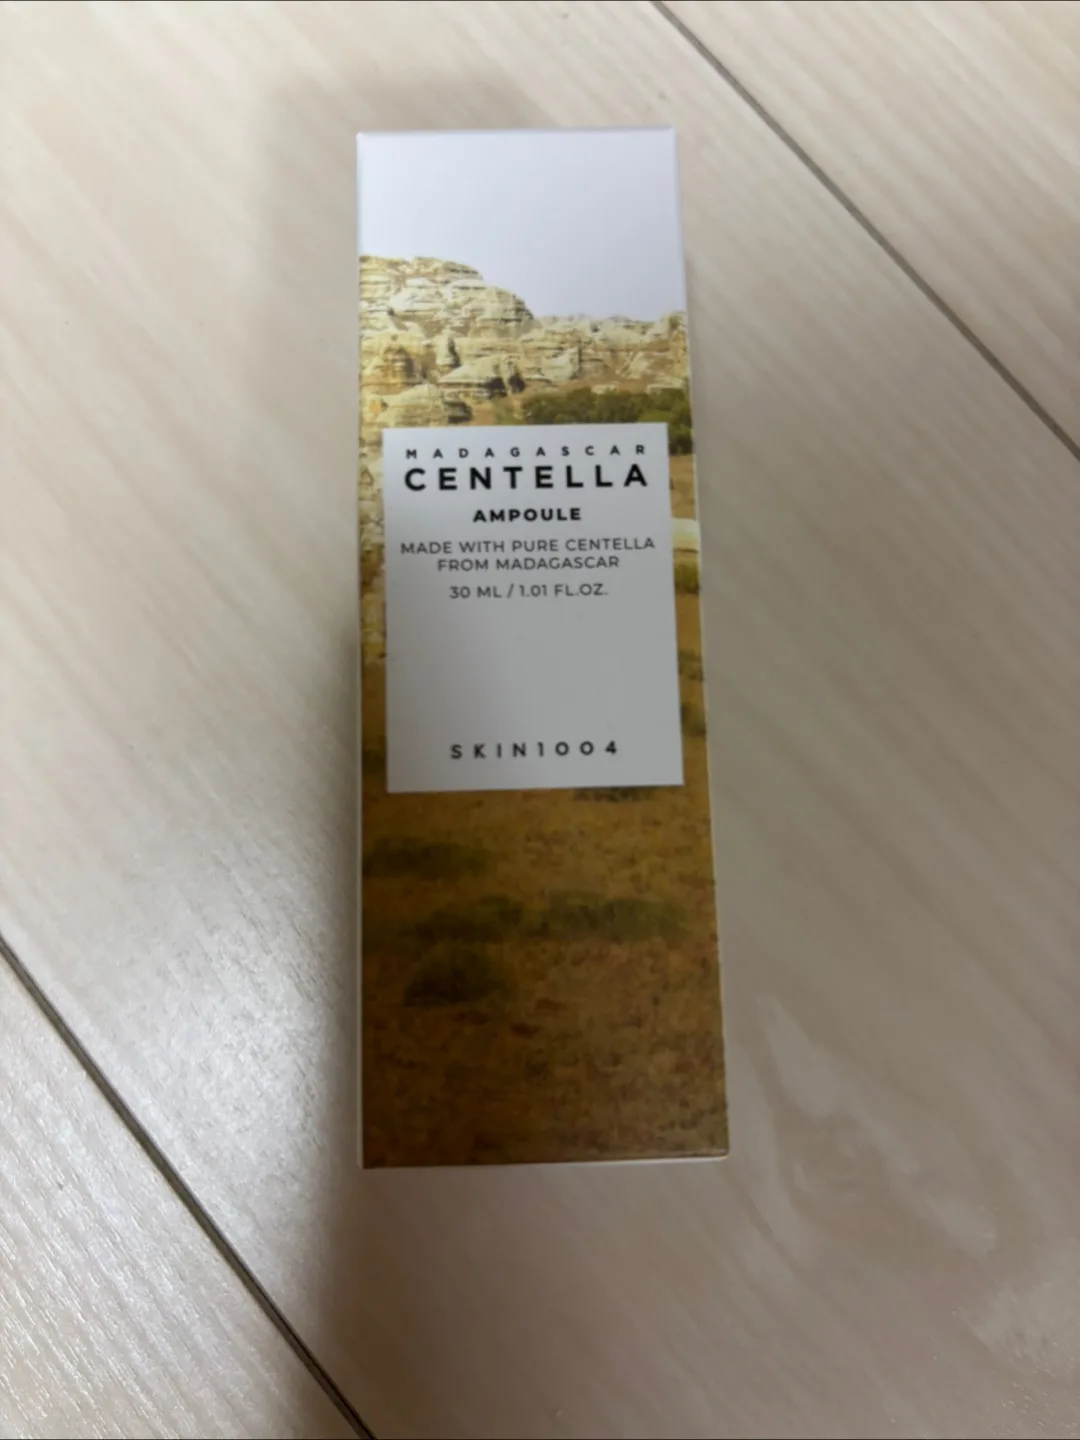 MADAGASCAR
CENTELLA
AMPOULE
MADE WITH PURE CENTELLA
FROM MADAGASCAR
30 ML / 1.01 FL.OZ.
SKIN1004